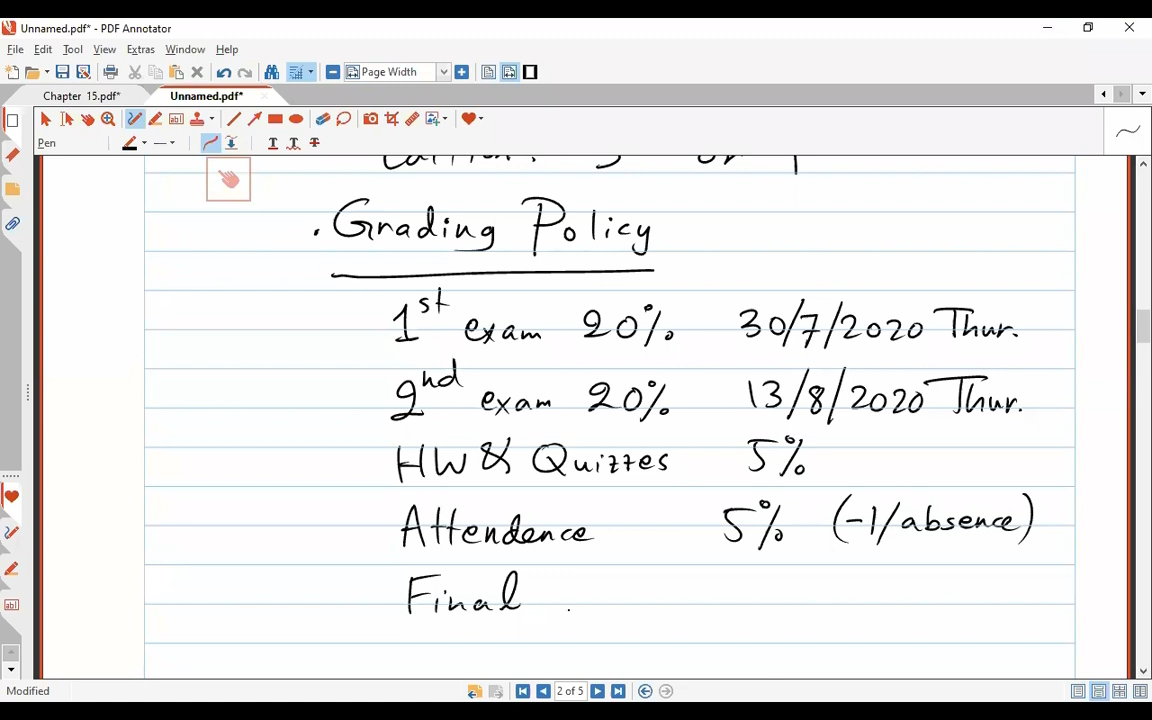 Unnamed.pdf* - PDF Annotator
File Edit Tool View Extras Window Help
Page Width
Chapter 15.pdf* Unnamed.pdf*
Pen
. Grading Policy
1st exam 20% 30/7/2020 Thur.
2nd exam 20% 13/8/2020 Thur.
HW & Quizzes 5%
Attendence 5% (-1/absence)
Final
Modified 2 of 5